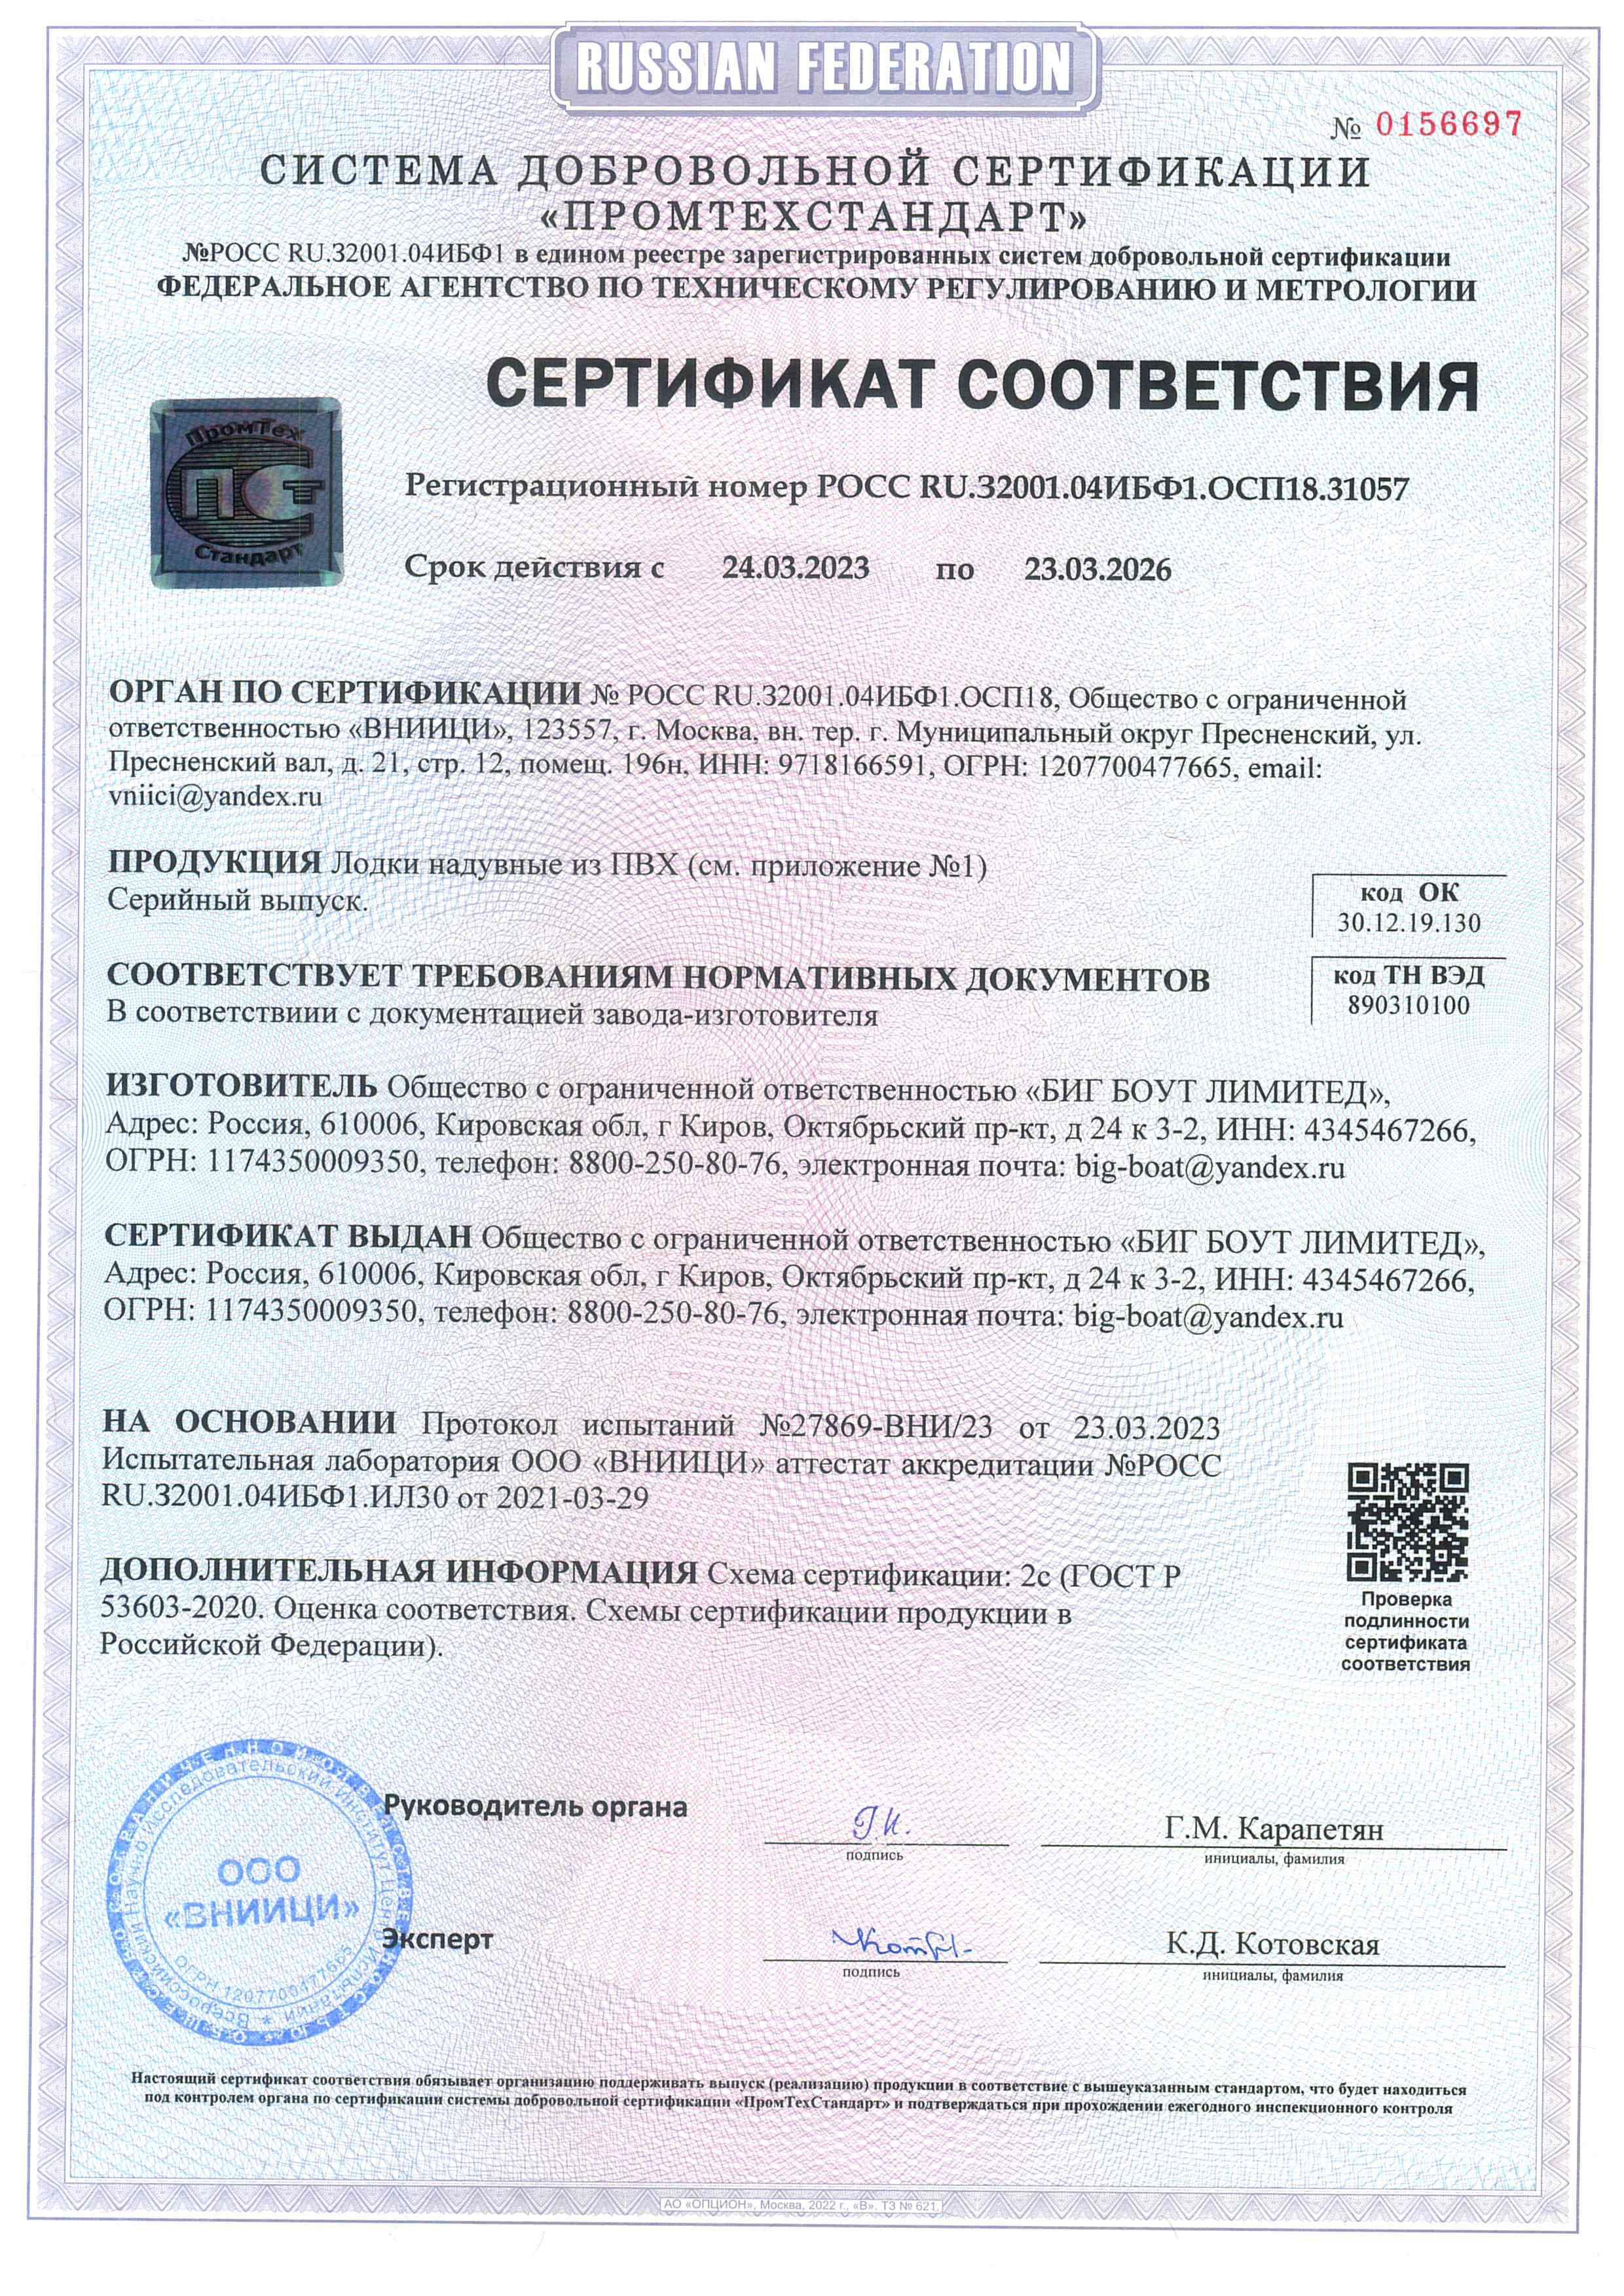 RUSSIAN FEDERATION
№ 0156697
СИСТЕМА ДОБРОВОЛЬНОЙ СЕРТИФИКАЦИИ
«ПРОМТЕХСТАНДАРТ»
№РОСС RU.32001.04ИБФ1 в едином реестре зарегистрированных систем добровольной сертификации
ФЕДЕРАЛЬНОЕ АГЕНТСТВО ПО ТЕХНИЧЕСКОМУ РЕГУЛИРОВАНИЮ И МЕТРОЛОГИИ
СЕРТИФИКАТ СООТВЕТСТВИЯ
ПромТех
ПСТ
Стандарт
Регистрационный номер РОСС RU.32001.04ИБФ1.ОСП18.31057
Срок действия с 24.03.2023 по 23.03.2026
ОРГАН ПО СЕРТИФИКАЦИИ № РОСС RU.32001.04ИБФ1.ОСП18, Общество с ограниченной
ответственностью «ВНИИЦИ», 123557, г. Москва, вн. тер. г. Муниципальный округ Пресненский, ул.
Пресненский вал, д. 21, стр. 12, помещ. 196н, ИНН: 9718166591, ОГРН: 1207700477665, email:
vniici@yandex.ru
ПРОДУКЦИЯ Лодки надувные из ПВХ (см. приложение №1)
Серийный выпуск.
код ОК
30.12.19.130
СООТВЕТСТВУЕТ ТРЕБОВАНИЯМ НОРМАТИВНЫХ ДОКУМЕНТОВ
В соответствиии с документацией завода-изготовителя
код ТН ВЭД
890310100
ИЗГОТОВИТЕЛЬ Общество с ограниченной ответственностью «БИГ БОУТ ЛИМИТЕД»,
Адрес: Россия, 610006, Кировская обл, г Киров, Октябрьский пр-кт, д 24 к 3-2, ИНН: 4345467266,
ОГРН: 1174350009350, телефон: 8800-250-80-76, электронная почта: big-boat@yandex.ru
СЕРТИФИКАТ ВЫДАН Общество с ограниченной ответственностью «БИГ БОУТ ЛИМИТЕД»,
Адрес: Россия, 610006, Кировская обл, г Киров, Октябрьский пр-кт, д 24 к 3-2, ИНН: 4345467266,
ОГРН: 1174350009350, телефон: 8800-250-80-76, электронная почта: big-boat@yandex.ru
НА ОСНОВАНИИ Протокол испытаний №27869-ВНИ/23 от 23.03.2023
Испытательная лаборатория ООО «ВНИИЦИ» аттестат аккредитации №РОСС
RU.32001.04ИБФ1.ИЛ30 от 2021-03-29
ДОПОЛНИТЕЛЬНАЯ ИНФОРМАЦИЯ Схема сертификации: 2с (ГОСТ Р
53603-2020. Оценка соответствия. Схемы сертификации продукции в
Российской Федерации).
Проверка
подлинности
сертификата
соответствия
ООО
«ВНИИЦИ»
ОГРН 1207700477665
Руководитель органа
Г.М. Карапетян
подпись
инициалы, фамилия
Эксперт
К.Д. Котовская
подпись
инициалы, фамилия
Настоящий сертификат соответствия обязывает организацию поддерживать выпуск (реализацию) продукции в соответствие с вышеуказанным стандартом, что будет находиться
под контролем органа по сертификации системы добровольной сертификации «ПромТехСтандарт» и подтверждаться при прохождении ежегодного инспекционного контроля
АО «ОПЦИОН», Москва, 2022 г., «В». ТЗ № 621